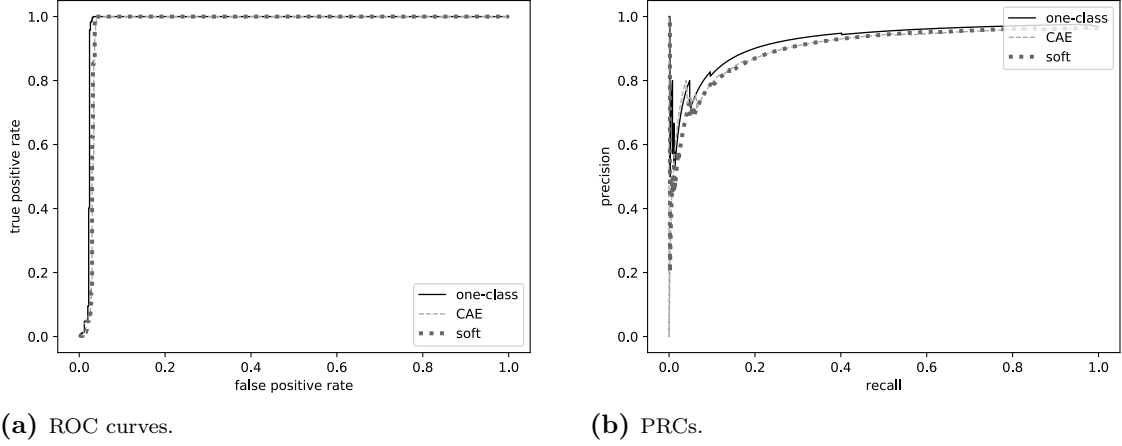 1.0
0.8
0.6
0.4
0.2
0.0
true positive rate
0.0 0.2 0.4 0.6 0.8 1.0
false positive rate
one-class
CAE
soft
(a) ROC curves.
1.0
0.8
0.6
0.4
0.2
0.0
precision
0.0 0.2 0.4 0.6 0.8 1.0
recall
one-class
CAE
soft
(b) PRCs.